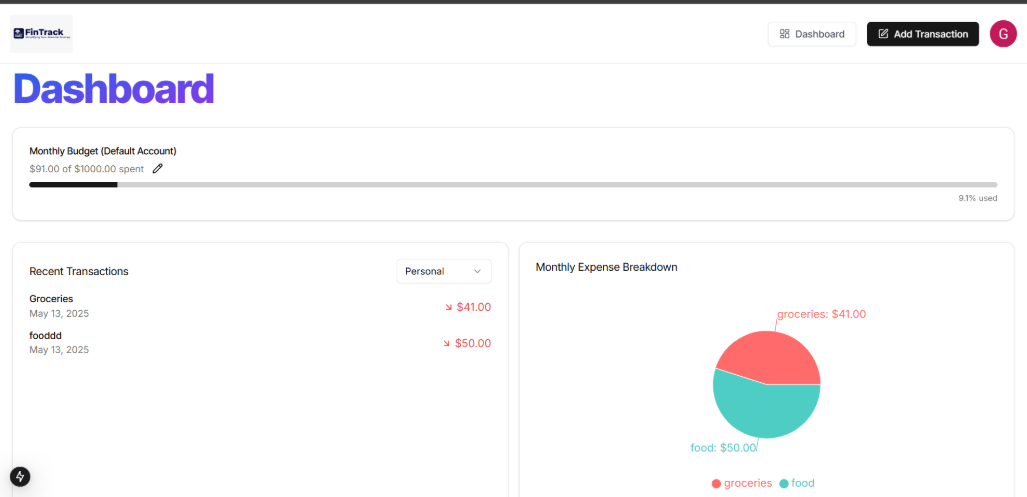 FinTrack
Dashboard
Add Transaction
G
Dashboard
Monthly Budget (Default Account)
$91.00 of $1000.00 spent
9.1% used
Recent Transactions
Personal
Groceries
May 13, 2025
$41.00
fooddd
May 13, 2025
$50.00
Monthly Expense Breakdown
groceries: $41.00
food: $50.00
groceries
food